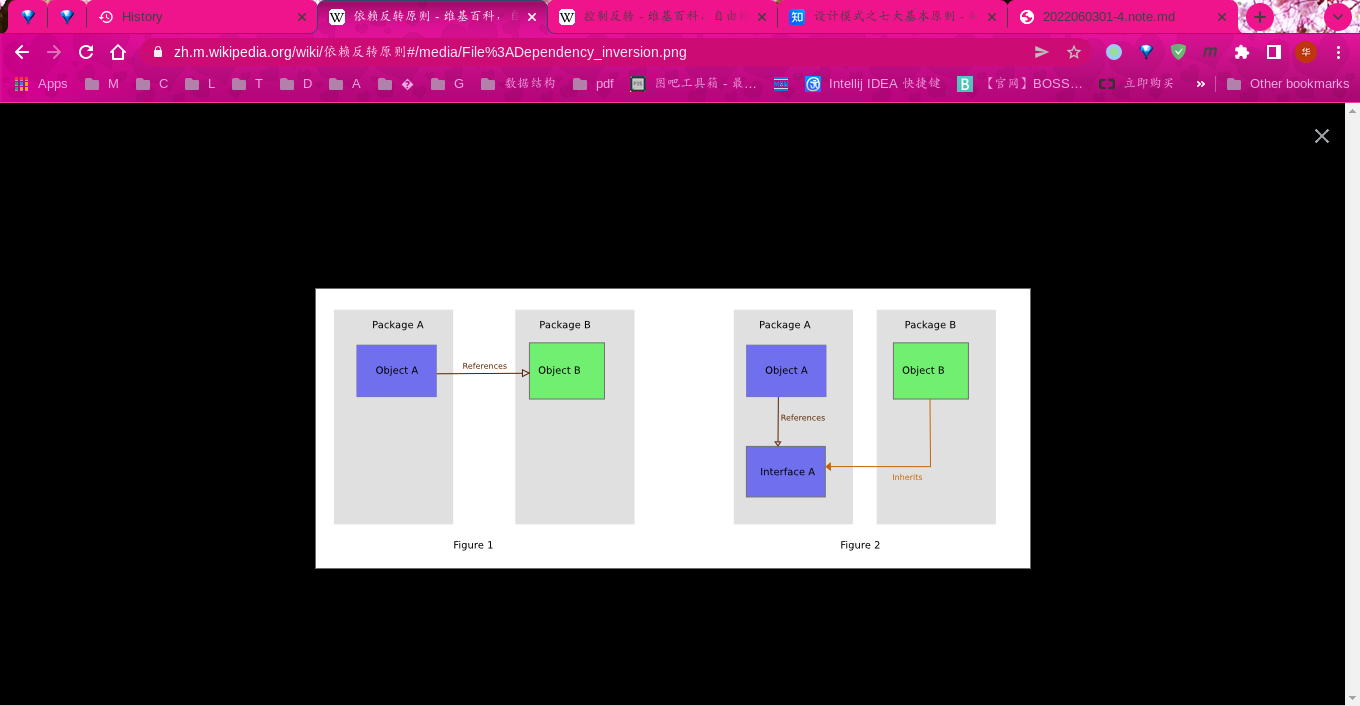 History
依赖反转原则 - 维基百科，自
控制反转 - 维基百科，自由的
设计模式之七大基本原则 -
2022060301-4.note.md
zh.m.wikipedia.org/wiki/依赖反转原则#/media/File%3ADependency_inversion.png
m
华
Apps M C L T D A � G 数据结构 pdf 图吧工具箱 - 最… Intellij IDEA 快捷键 【官网】BOSS… 立即购买 » Other bookmarks
Package A Package B Package A Package B
Object A References Object B Object A Object B
References
Interface A
Inherits
Figure 1 Figure 2